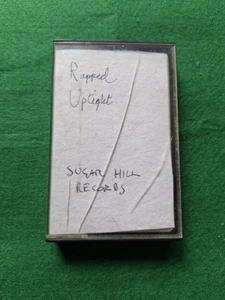 Rapped
Uptight
SUGAR HILL
RECORDS